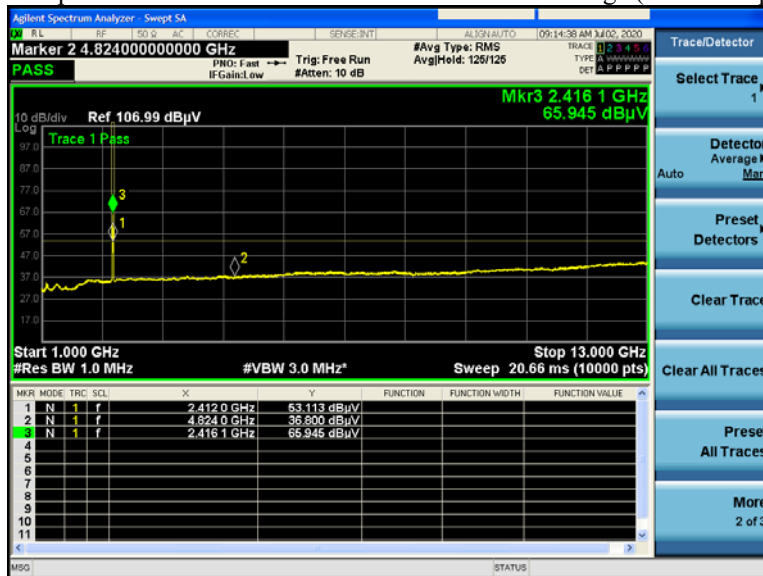 Agilent Spectrum Analyzer - Swept SA
RL RF 50 Ω AC CORREC SENSE:INT ALIGN AUTO 09:14:38 AM Jul 02, 2020
Marker 2 4.824000000000 GHz
PASS
PNO: Fast
IFGain:Low
Trig: Free Run
#Atten: 10 dB
#Avg Type: RMS
Avg|Hold: 125/125
TRACE 1 2 3 4 5 6
TYPE A WWWWW
DET A P P P P P
Mkr3 2.416 1 GHz
65.945 dBµV
10 dB/div Ref 106.99 dBµV
Log
Trace 1 Pass
97.0
87.0
77.0
67.0
57.0
47.0
37.0
27.0
17.0
3
1
2
Start 1.000 GHz Stop 13.000 GHz
#Res BW 1.0 MHz #VBW 3.0 MHz* Sweep 20.66 ms (10000 pts)
MKR MODE TRC SCL X Y FUNCTION FUNCTION WIDTH FUNCTION VALUE
1 N 1 f 2.412 0 GHz 53.113 dBµV
2 N 1 f 4.824 0 GHz 36.800 dBµV
3 N 1 f 2.416 1 GHz 65.945 dBµV
4
5
6
7
8
9
10
11
MSG STATUS
Trace/Detector
Select Trace
1
Detecto
Average
Auto Man
Preset
Detectors
Clear Trace
Clear All Traces
Prese
All Traces
More
2 of 3